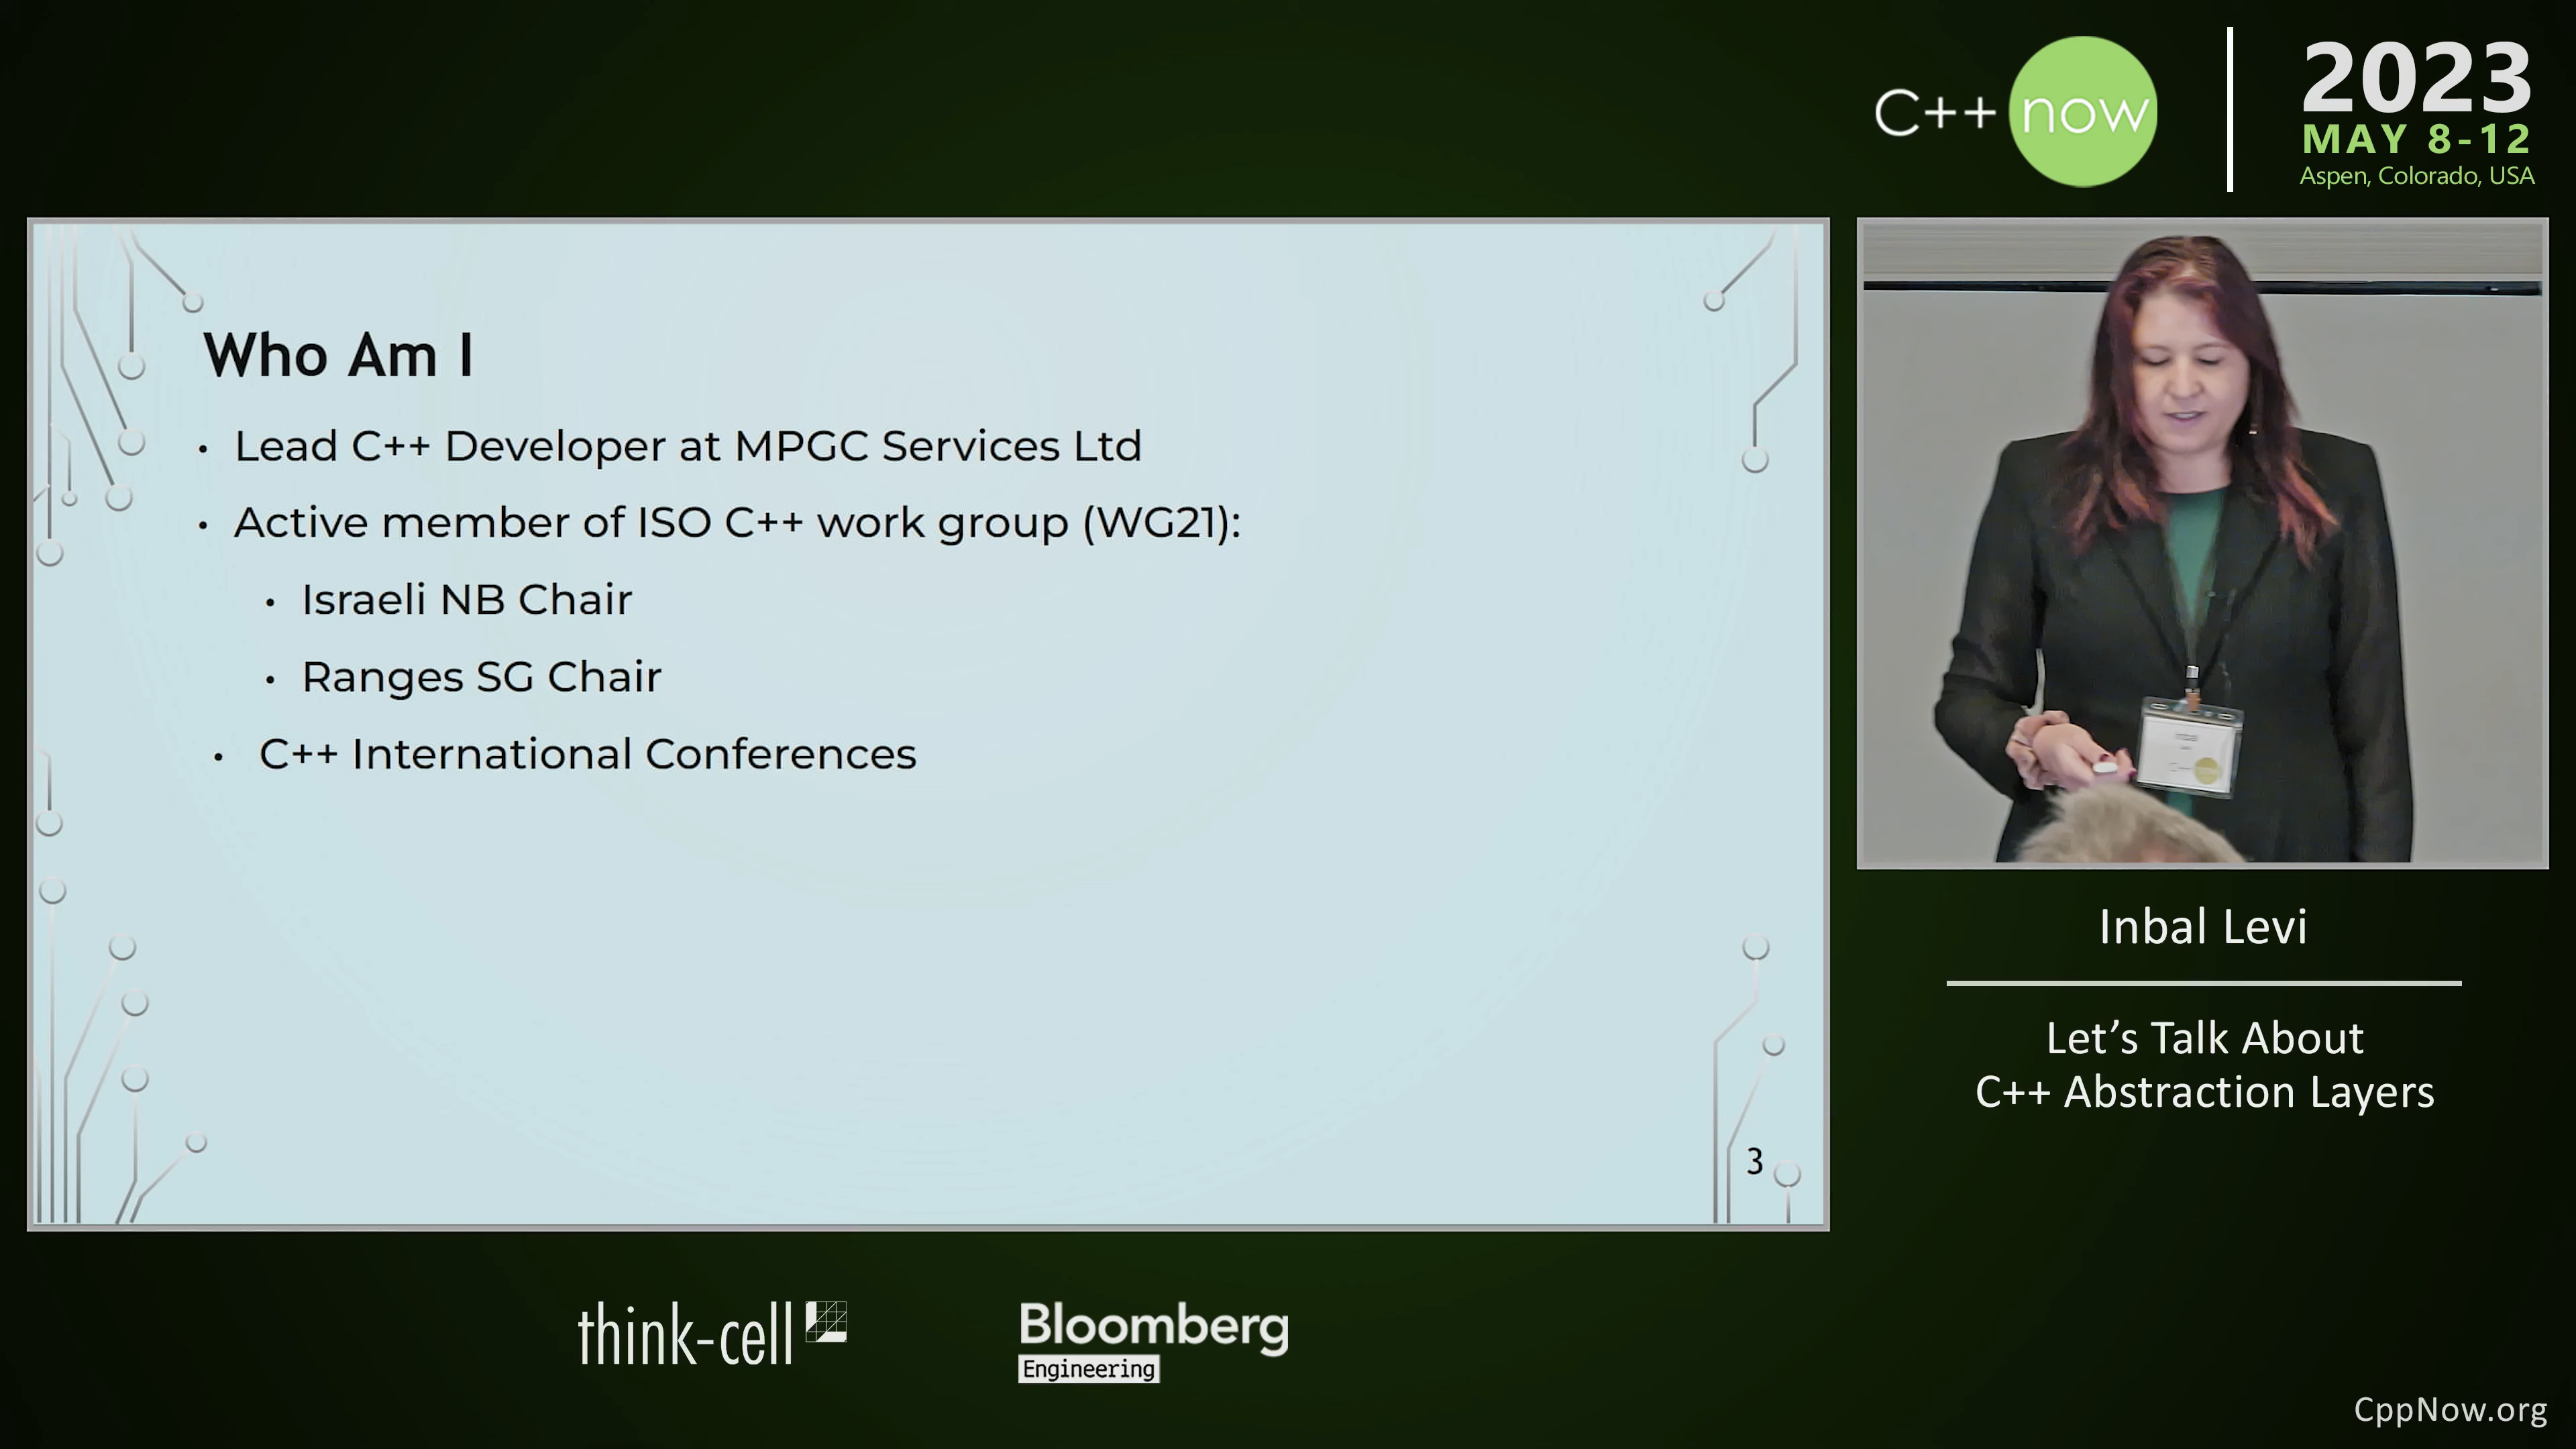 C++ now
2023
MAY 8-12
Aspen, Colorado, USA
Who Am I
• Lead C++ Developer at MPGC Services Ltd
• Active member of ISO C++ work group (WG21):
• Israeli NB Chair
• Ranges SG Chair
• C++ International Conferences
3
Inbal
Inbal Levi
Let’s Talk About
C++ Abstraction Layers
think-cell
Bloomberg
Engineering
CppNow.org